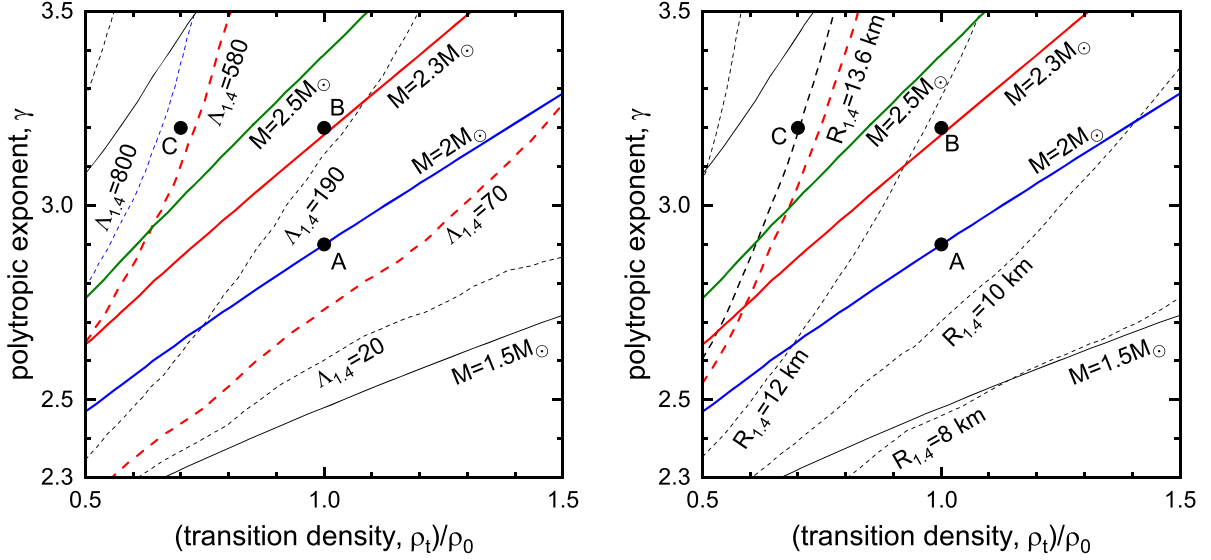 3.5
3.0
2.5
2.3
polytropic exponent, γ
0.5
1.0
1.5
(transition density, ρt)/ρ0
Λ1.4=800
Λ1.4=580
M=2.5M☉
M=2.3M☉
M=2M☉
Λ1.4=190
Λ1.4=70
Λ1.4=20
M=1.5M☉
C
B
A
3.5
3.0
2.5
2.3
polytropic exponent, γ
0.5
1.0
1.5
(transition density, ρt)/ρ0
R1.4=13.6 km
M=2.5M☉
M=2.3M☉
M=2M☉
R1.4=12 km
R1.4=10 km
R1.4=8 km
M=1.5M☉
C
B
A